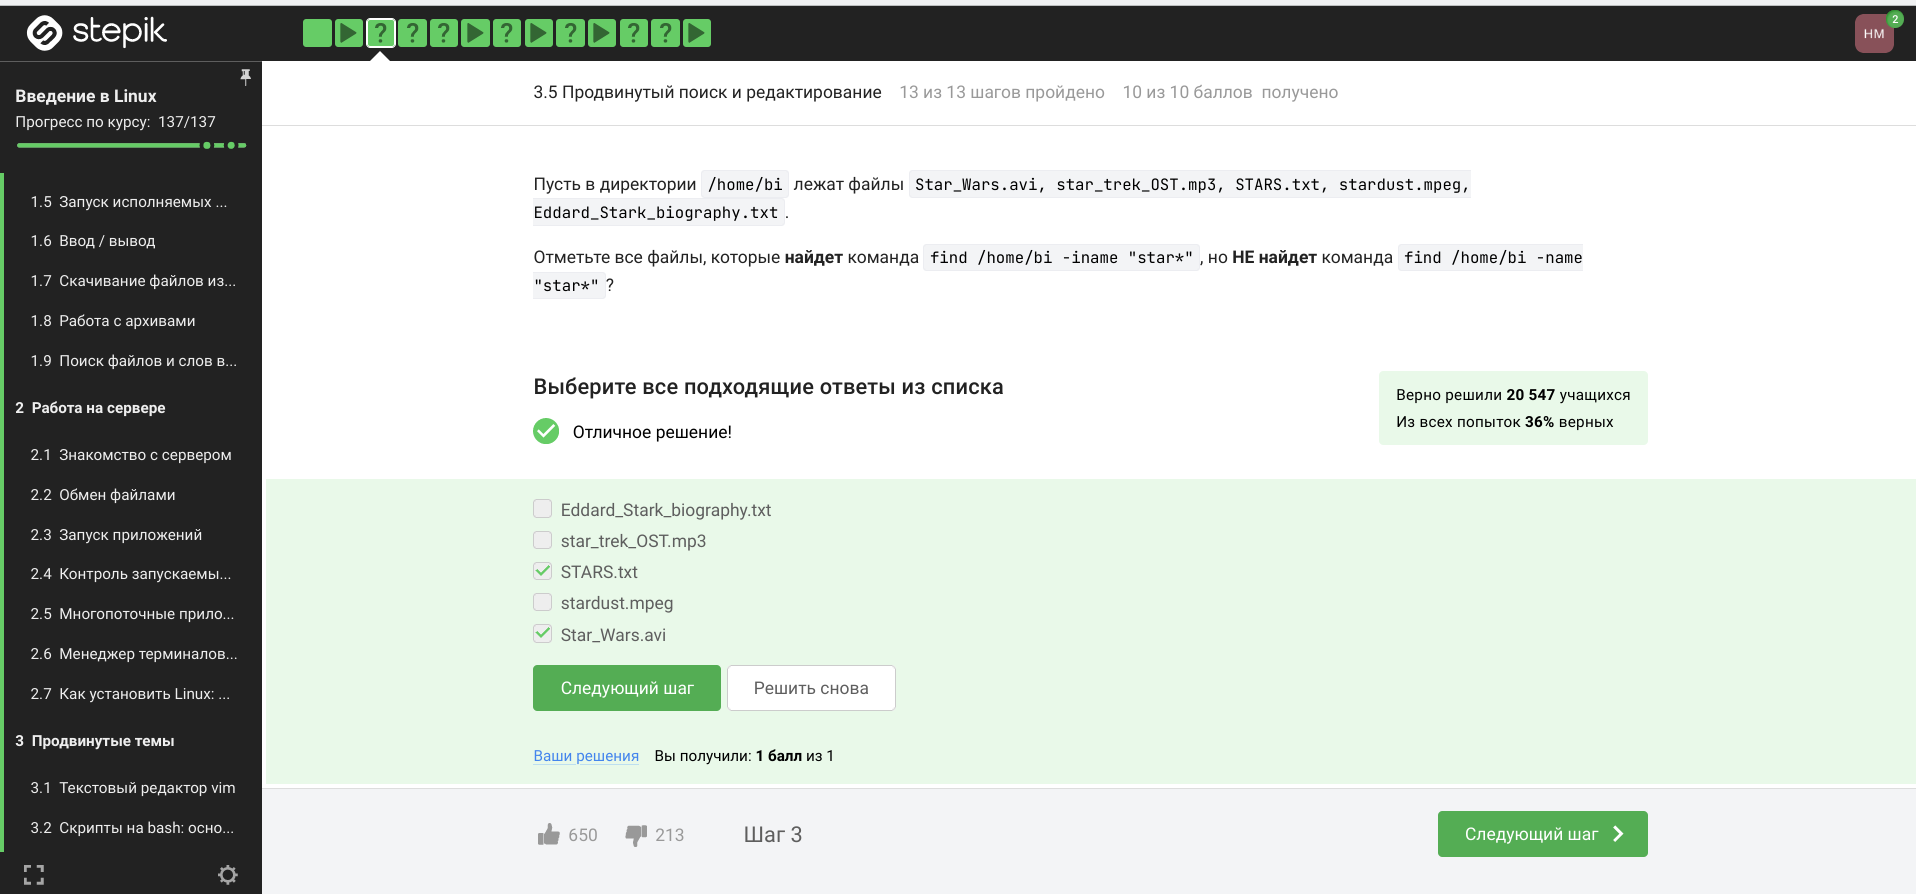 stepik
? ? ? ? ? ? ?
НМ
2
Введение в Linux
Прогресс по курсу: 137/137
1.5 Запуск исполняемых ...
1.6 Ввод / вывод
1.7 Скачивание файлов из...
1.8 Работа с архивами
1.9 Поиск файлов и слов в...
2 Работа на сервере
2.1 Знакомство с сервером
2.2 Обмен файлами
2.3 Запуск приложений
2.4 Контроль запускаемы...
2.5 Многопоточные прило...
2.6 Менеджер терминалов...
2.7 Как установить Linux: ...
3 Продвинутые темы
3.1 Текстовый редактор vim
3.2 Скрипты на bash: осно...
3.5 Продвинутый поиск и редактирование 13 из 13 шагов пройдено 10 из 10 баллов получено
Пусть в директории /home/bi лежат файлы Star_Wars.avi, star_trek_OST.mp3, STARS.txt, stardust.mpeg,
Eddard_Stark_biography.txt.
Отметьте все файлы, которые найдет команда find /home/bi -iname "star*", но НЕ найдет команда find /home/bi -name
"star*"?
Выберите все подходящие ответы из списка
Отличное решение!
Верно решили 20 547 учащихся
Из всех попыток 36% верных
Eddard_Stark_biography.txt
star_trek_OST.mp3
STARS.txt
stardust.mpeg
Star_Wars.avi
Следующий шаг Решить снова
Ваши решения Вы получили: 1 балл из 1
650 213 Шаг 3 Следующий шаг